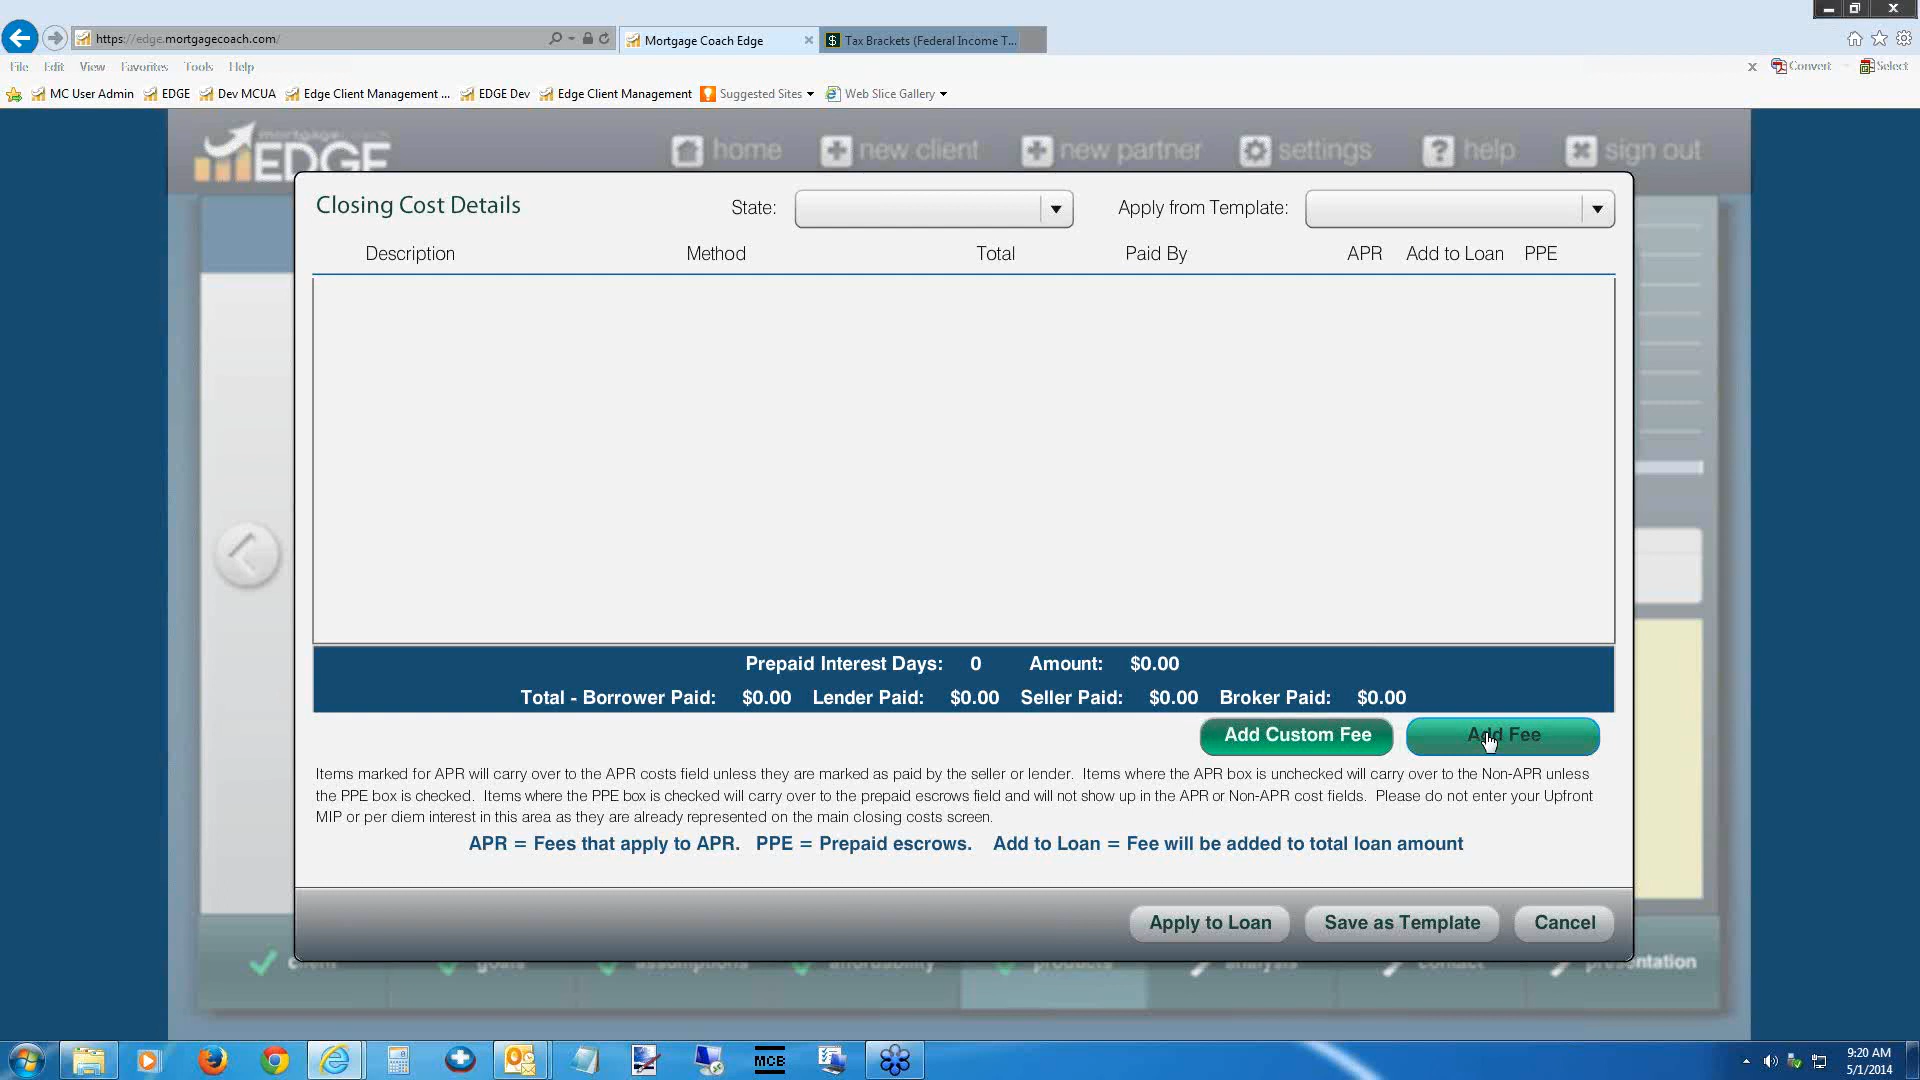 https://edge.mortgagecoach.com/
Mortgage Coach Edge
Tax Brackets (Federal Income T...
File Edit View Favorites Tools Help
x Convert Select
MC User Admin EDGE Dev MCUA Edge Client Management ... EDGE Dev Edge Client Management Suggested Sites Web Slice Gallery
EDGE
home new client new partner settings help sign out
Closing Cost Details State: Apply from Template:
Description Method Total Paid By APR Add to Loan PPE
Prepaid Interest Days: 0 Amount: $0.00
Total - Borrower Paid: $0.00 Lender Paid: $0.00 Seller Paid: $0.00 Broker Paid: $0.00
Add Custom Fee Add Fee
Items marked for APR will carry over to the APR costs field unless they are marked as paid by the seller or lender. Items where the APR box is unchecked will carry over to the Non-APR unless
the PPE box is checked. Items where the PPE box is checked will carry over to the prepaid escrows field and will not show up in the APR or Non-APR cost fields. Please do not enter your Upfront
MIP or per diem interest in this area as they are already represented on the main closing costs screen.
APR = Fees that apply to APR. PPE = Prepaid escrows. Add to Loan = Fee will be added to total loan amount
Apply to Loan Save as Template Cancel
client goals assumptions affordability products analysis contact presentation
MCB
9:20 AM
5/1/2014